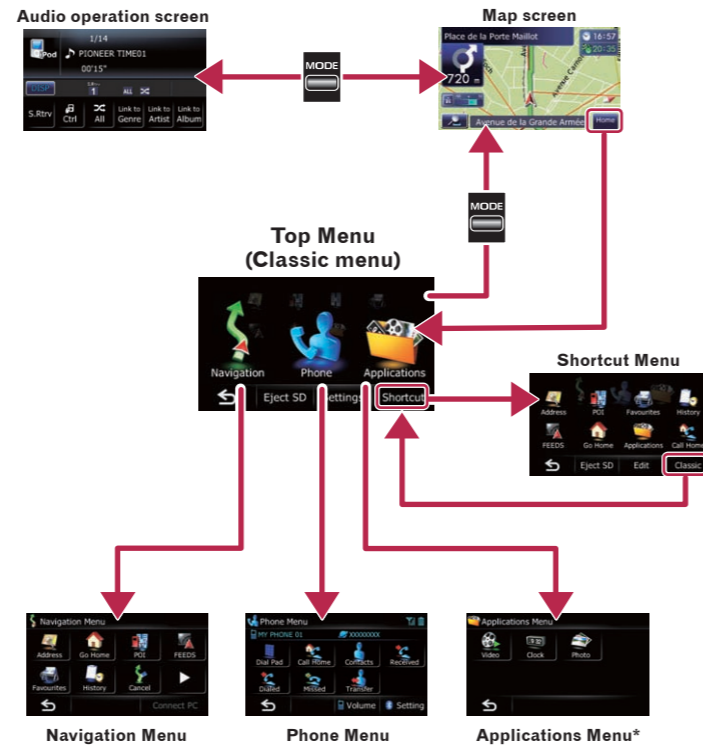 Audio operation screen
1/14
iPod
PIONEER TIME01
00'15"
DISP
1
ALL
S.Rtrv
Ctrl
All
Link to Genre
Link to Artist
Link to Album
MODE
Map screen
Place de la Porte Maillot
16:57
20:35
720 m
Avenue de la Grande Armée
Home
MODE
Top Menu
(Classic menu)
Navigation
Phone
Applications
Eject SD
Settings
Shortcut
Shortcut Menu
Address
POI
Favourites
History
FEEDS
Go Home
Applications
Call Home
Eject SD
Edit
Classic
Navigation Menu
Address
Go Home
POI
FEEDS
Favourites
History
Cancel
Connect PC
Navigation Menu
Phone Menu
MY PHONE 01
XXXXXXXX
Dial Pad
Call Home
Contacts
Received
Dialed
Missed
Transfer
Volume
Setting
Phone Menu
Applications Menu
Video
Clock
Photo
Applications Menu*